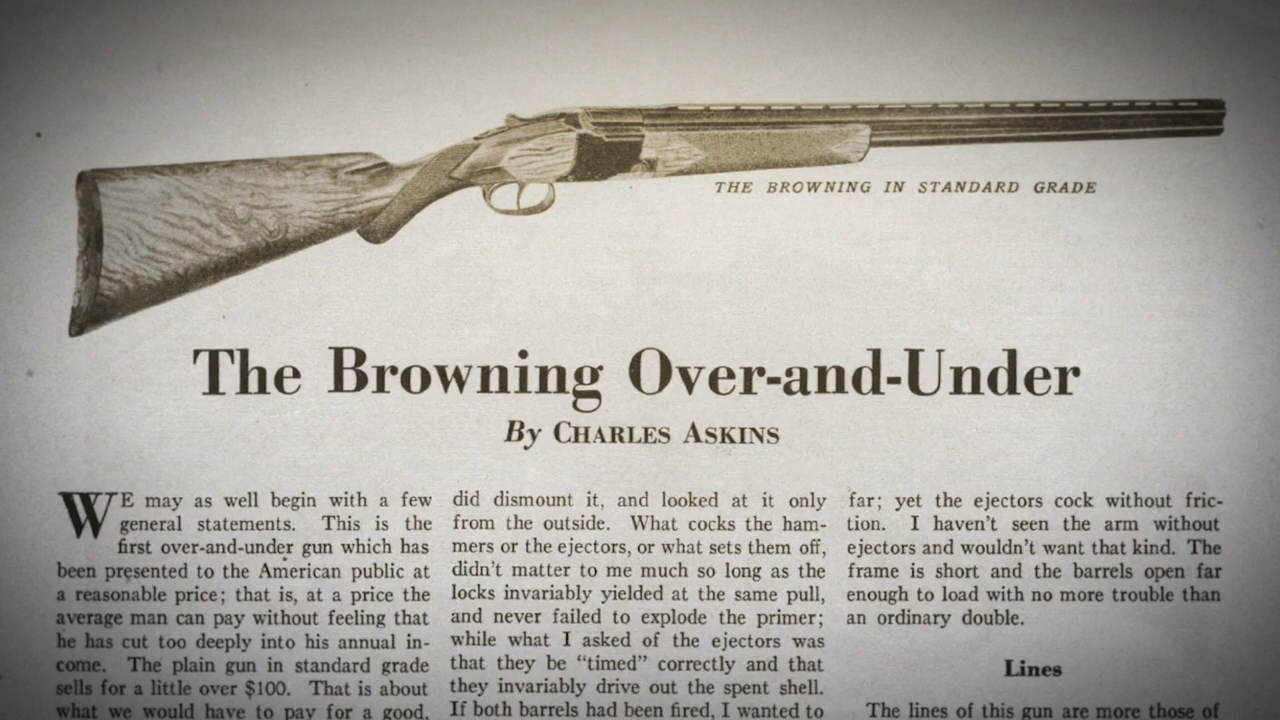 THE BROWNING IN STANDARD GRADE
The Browning Over-and-Under
By CHARLES ASKINS
WE may as well begin with a few
general statements. This is the
first over-and-under gun which has
been presented to the American public at
a reasonable price; that is, at a price the
average man can pay without feeling that
he has cut too deeply into his annual in-
come. The plain gun in standard grade
sells for a little over $100. That is about
what we would have to pay for a good,
did dismount it, and looked at it only
from the outside. What cocks the ham-
mers or the ejectors, or what sets them off,
didn't matter to me much so long as the
locks invariably yielded at the same pull,
and never failed to explode the primer;
while what I asked of the ejectors was
that they be "timed" correctly and that
they invariably drive out the spent shell.
If both barrels had been fired, I wanted to
far; yet the ejectors cock without fric-
tion. I haven't seen the arm without
ejectors and wouldn't want that kind. The
frame is short and the barrels open far
enough to load with no more trouble than
an ordinary double.
Lines
The lines of this gun are more those of